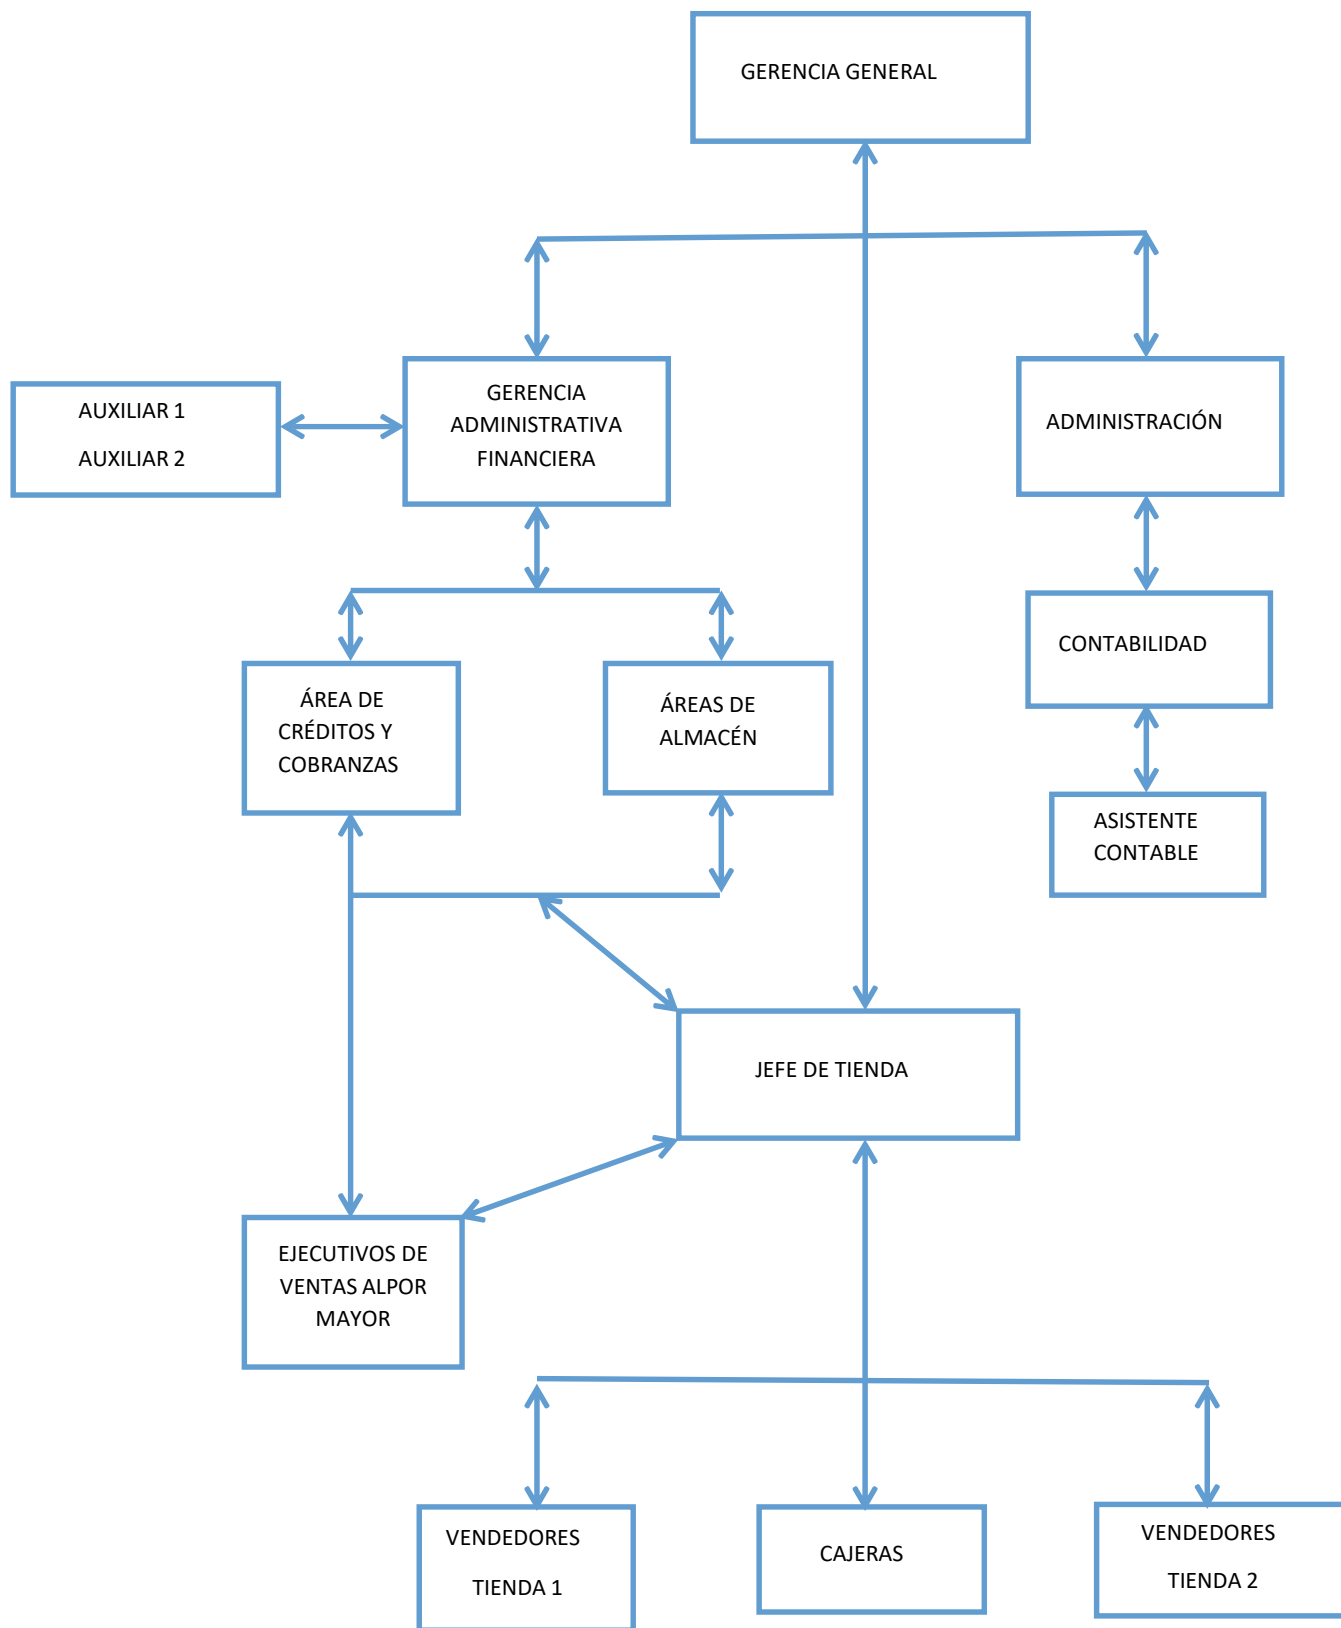 GERENCIA GENERAL
AUXILIAR 1
AUXILIAR 2
GERENCIA
ADMINISTRATIVA
FINANCIERA
ADMINISTRACIÓN
CONTABILIDAD
ÁREA DE
CRÉDITOS Y
COBRANZAS
ÁREAS DE
ALMACÉN
ASISTENTE
CONTABLE
JEFE DE TIENDA
EJECUTIVOS DE
VENTAS ALPOR
MAYOR
VENDEDORES
TIENDA 1
CAJERAS
VENDEDORES
TIENDA 2